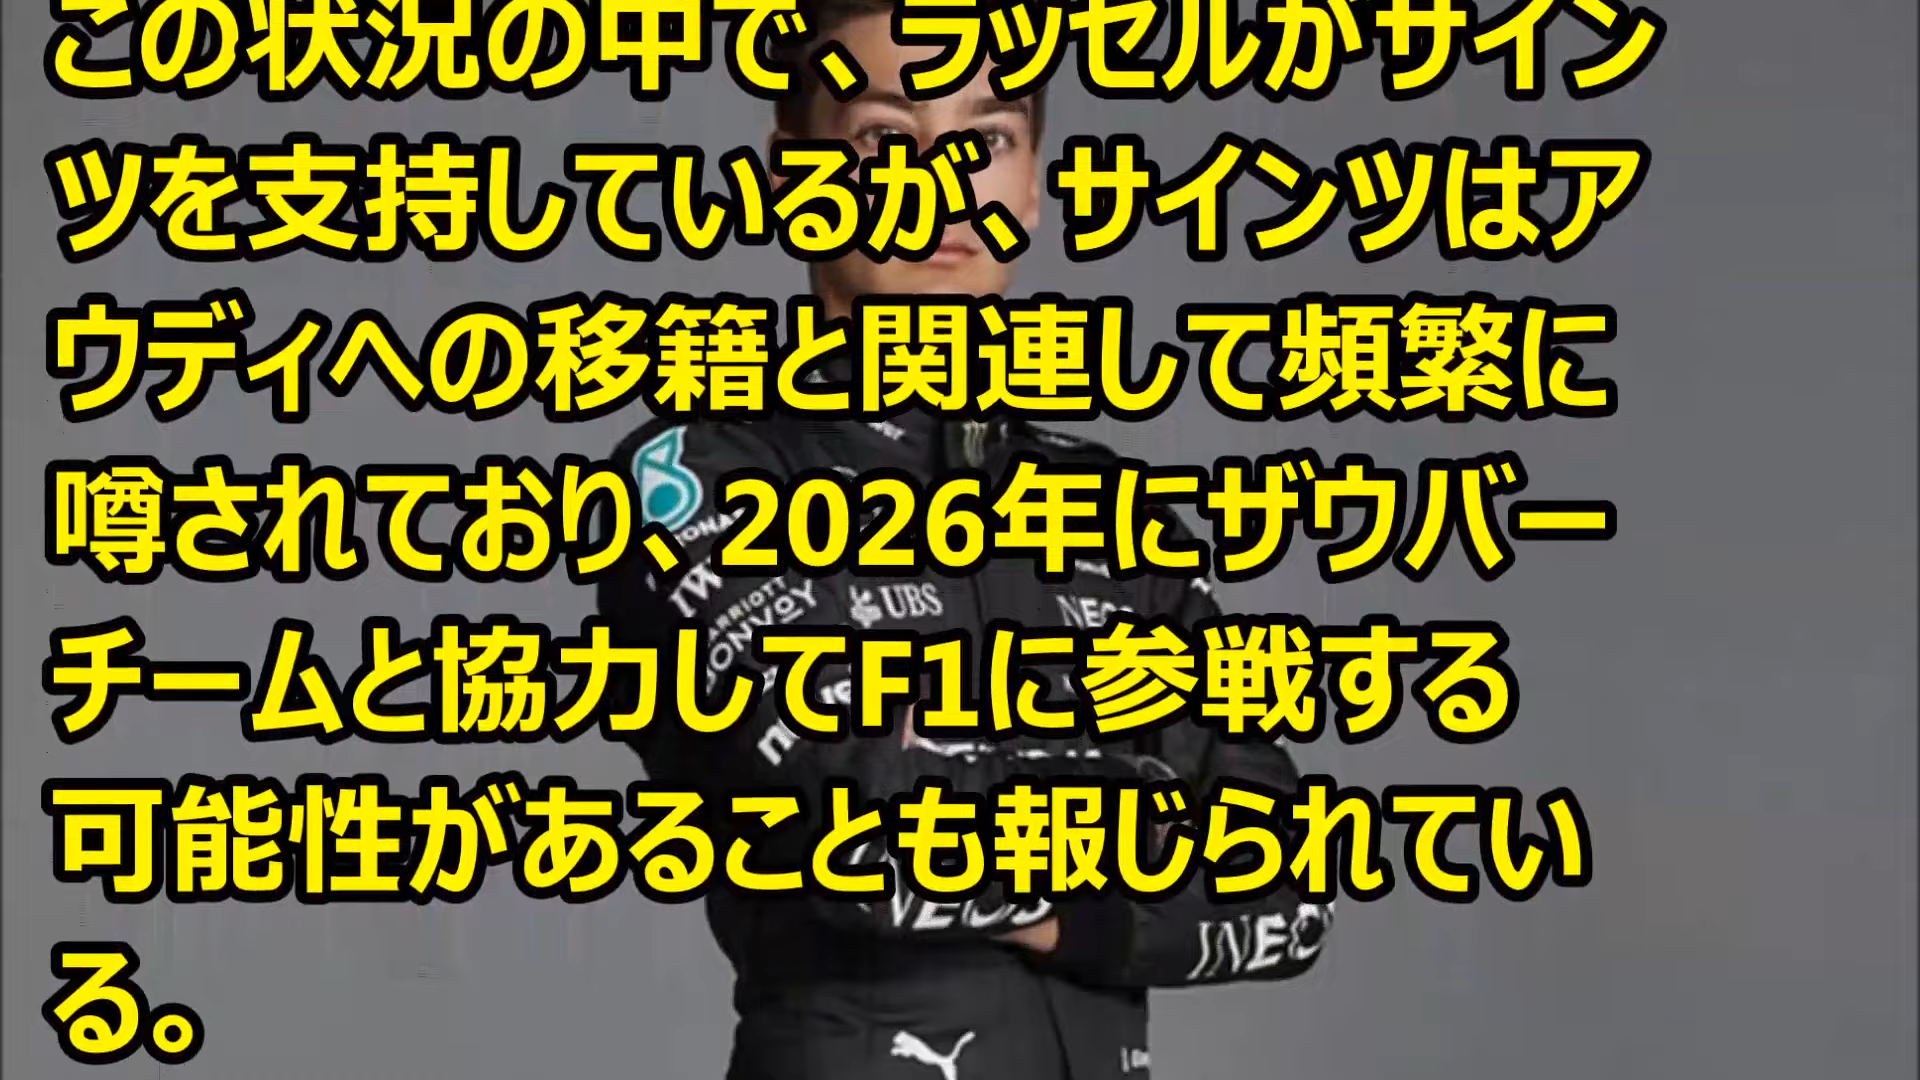 この状況の中で、ラッセルがサイン
ツを支持しているが、サインツはア
ウディへの移籍と関連して頻繁に
噂されており、2026年にザウバー
チームと協力してF1に参戦する
可能性があることも報じられてい
る。
IW
UBS
INEOS
INEO